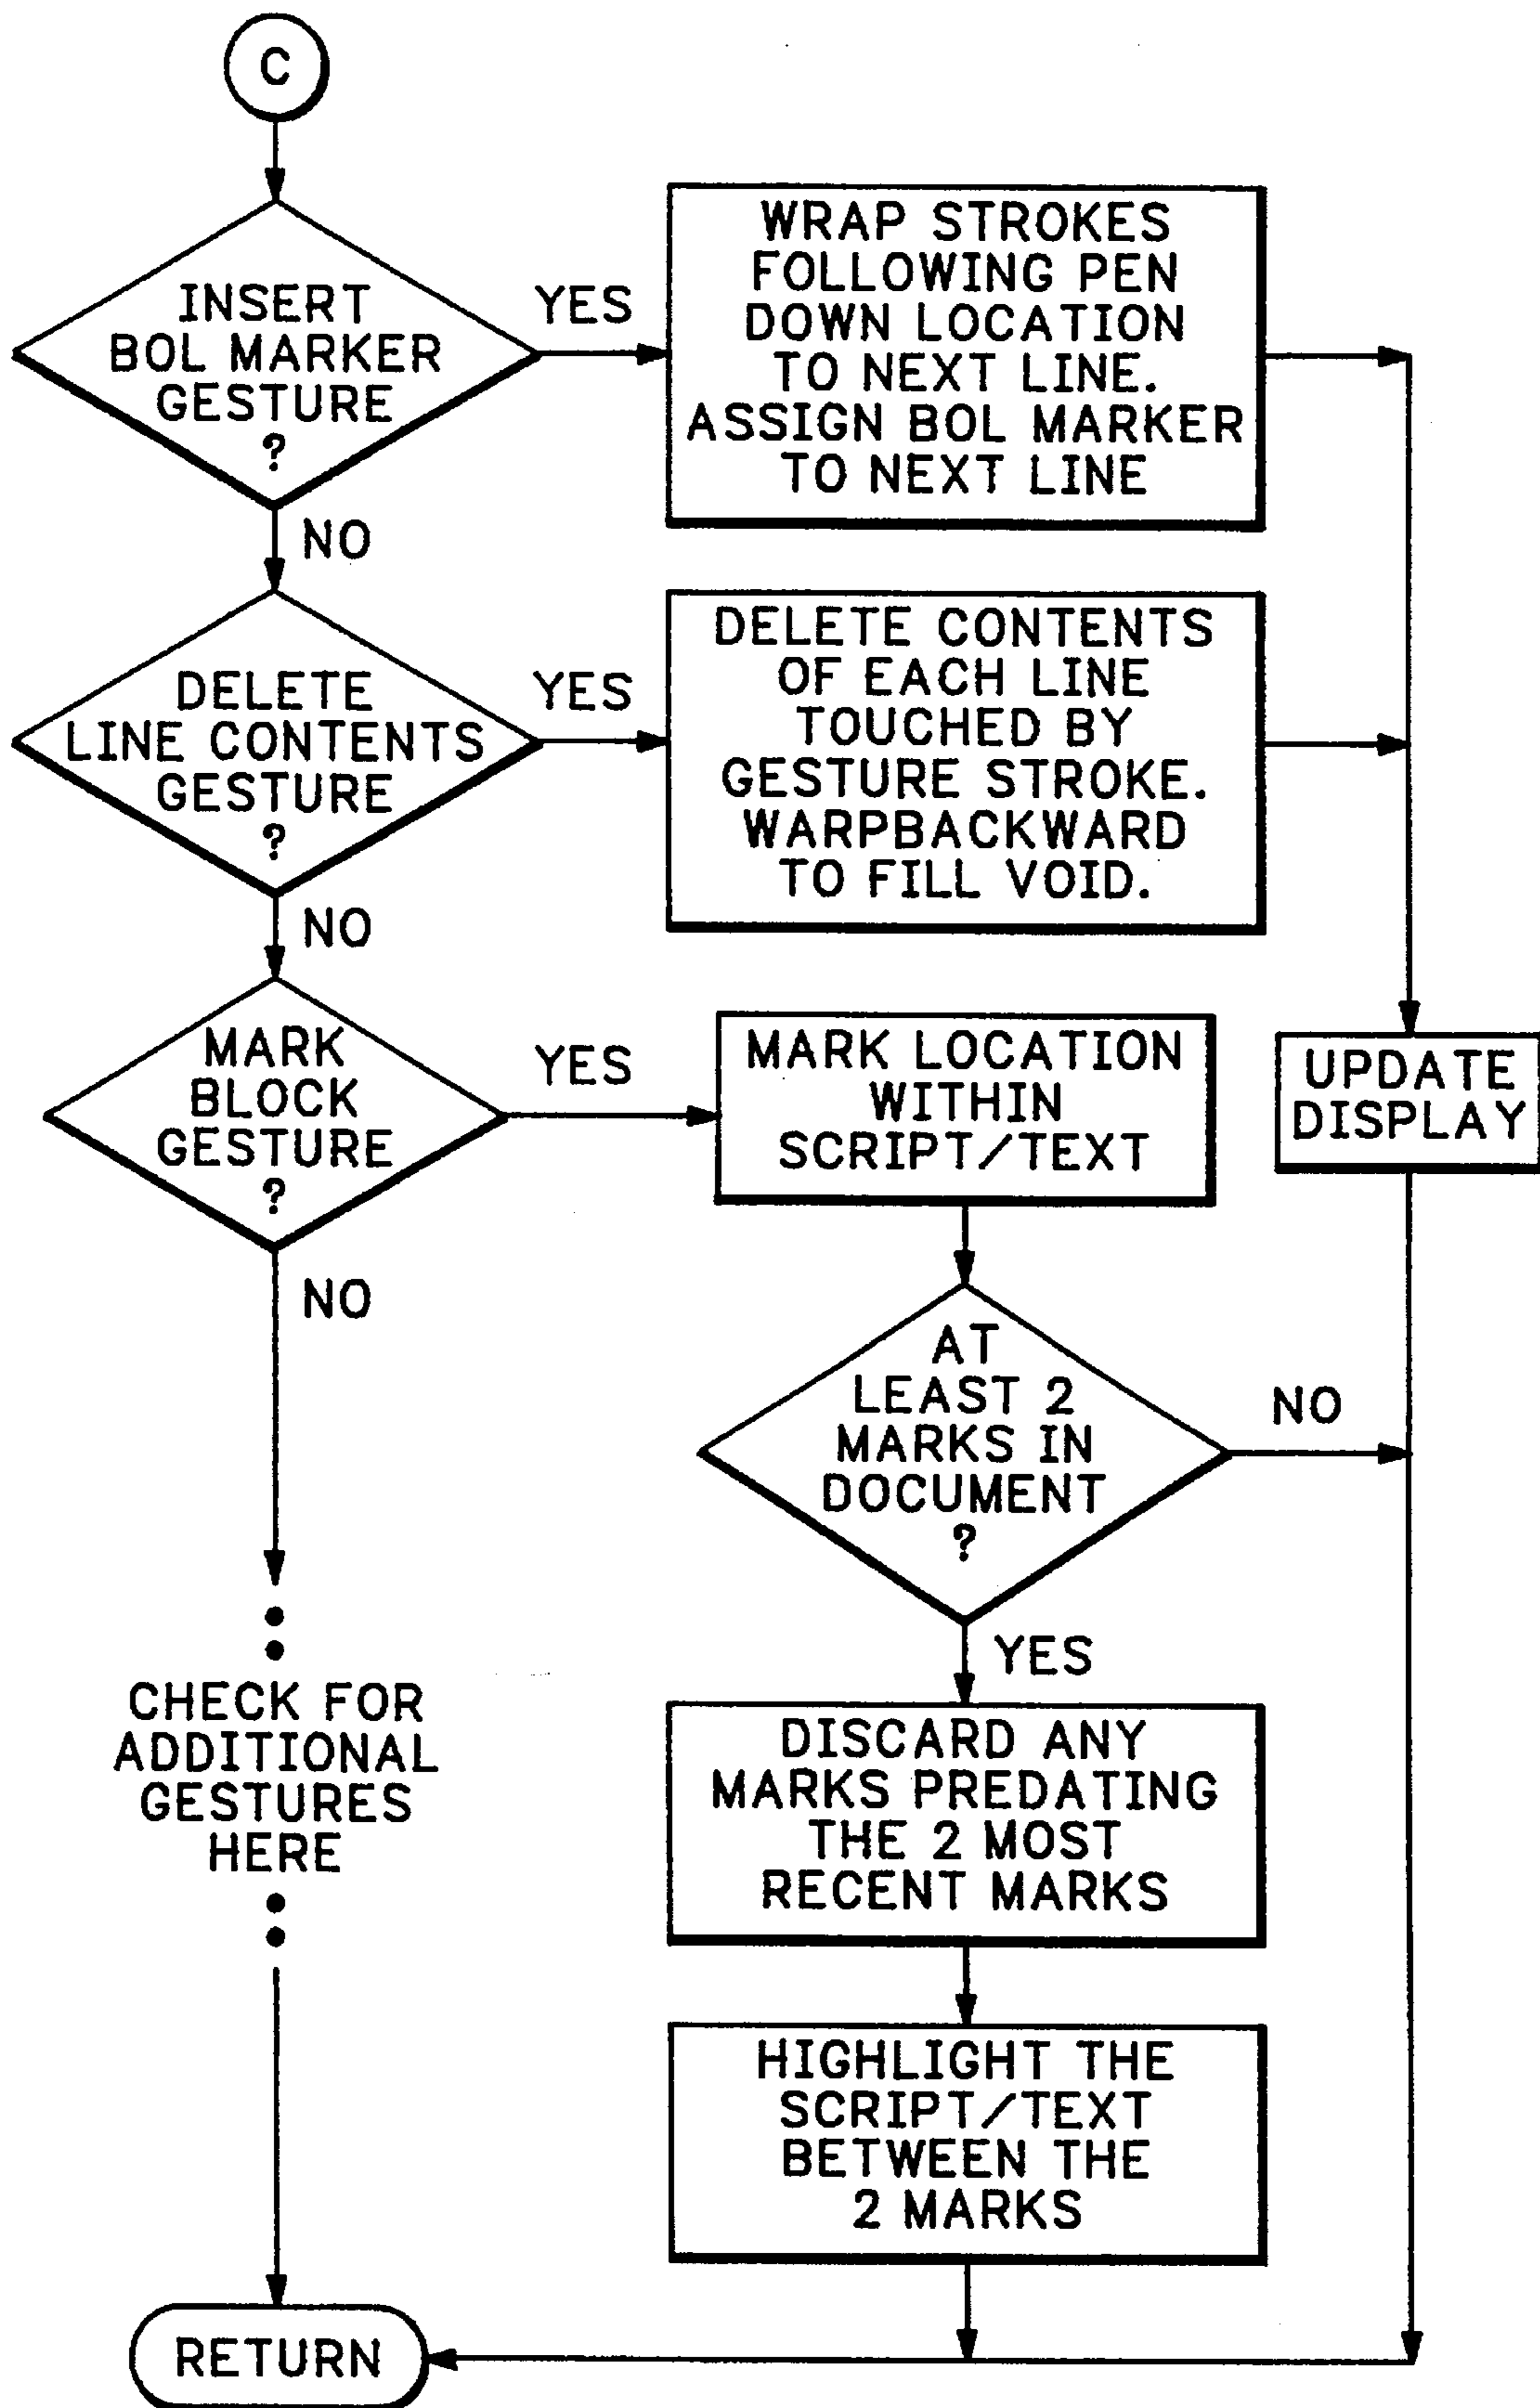 C
INSERT
BOL MARKER
GESTURE
?
YES
WRAP STROKES
FOLLOWING PEN
DOWN LOCATION
TO NEXT LINE.
ASSIGN BOL MARKER
TO NEXT LINE
NO
DELETE
LINE CONTENTS
GESTURE
?
YES
DELETE CONTENTS
OF EACH LINE
TOUCHED BY
GESTURE STROKE.
WARPBACKWARD
TO FILL VOID.
NO
MARK
BLOCK
GESTURE
?
YES
MARK LOCATION
WITHIN
SCRIPT/TEXT
UPDATE
DISPLAY
NO
AT
LEAST 2
MARKS IN
DOCUMENT
?
NO
YES
CHECK FOR
ADDITIONAL
GESTURES
HERE
DISCARD ANY
MARKS PREDATING
THE 2 MOST
RECENT MARKS
HIGHLIGHT THE
SCRIPT/TEXT
BETWEEN THE
2 MARKS
RETURN